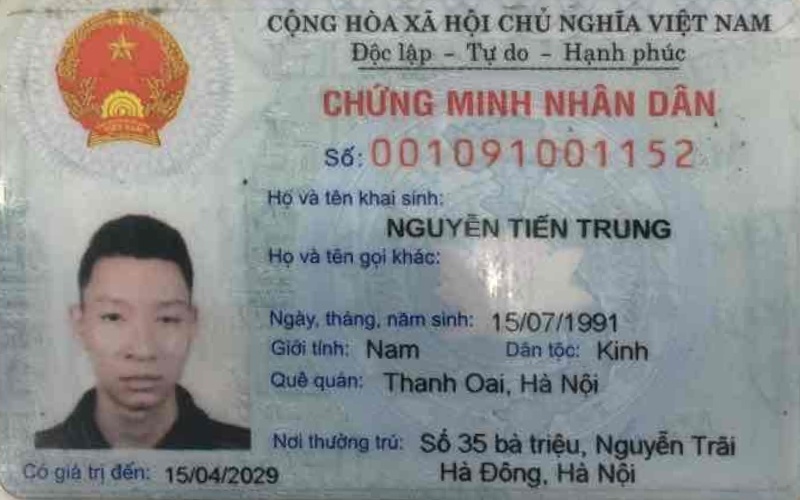 CỘNG HÒA XÃ HỘI CHỦ NGHĨA VIỆT NAM
Độc lập - Tự do - Hạnh phúc
CHỨNG MINH NHÂN DÂN
Số: 001091001152
Họ và tên khai sinh:
NGUYỄN TIẾN TRUNG
Họ và tên gọi khác:
Ngày, tháng, năm sinh: 15/07/1991
Giới tính: Nam Dân tộc: Kinh
Quê quán: Thanh Oai, Hà Nội
Nơi thường trú: Số 35 bà triệu, Nguyễn Trãi
Hà Đông, Hà Nội
Có giá trị đến: 15/04/2029
VIỆT NAM